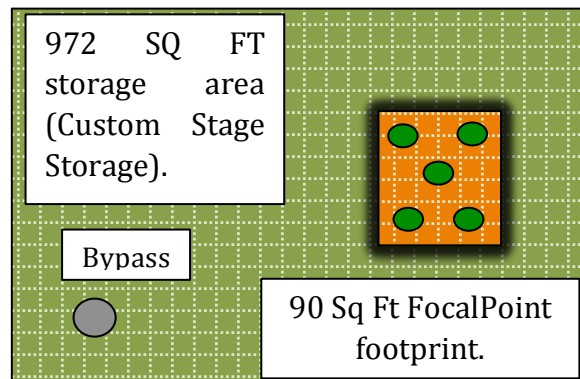 972 SQ FT
storage area
(Custom Stage
Storage).
Bypass
90 Sq Ft FocalPoint
footprint.